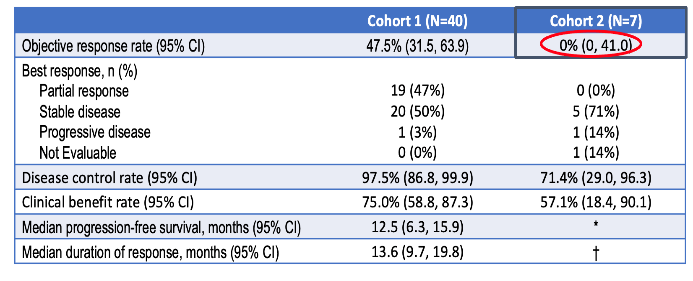 Cohort 1 (N=40) Cohort 2 (N=7)
Objective response rate (95% CI) 47.5% (31.5, 63.9) 0% (0, 41.0)
Best response, n (%)
Partial response 19 (47%) 0 (0%)
Stable disease 20 (50%) 5 (71%)
Progressive disease 1 (3%) 1 (14%)
Not Evaluable 0 (0%) 1 (14%)
Disease control rate (95% CI) 97.5% (86.8, 99.9) 71.4% (29.0, 96.3)
Clinical benefit rate (95% CI) 75.0% (58.8, 87.3) 57.1% (18.4, 90.1)
Median progression-free survival, months (95% CI) 12.5 (6.3, 15.9) *
Median duration of response, months (95% CI) 13.6 (9.7, 19.8) †